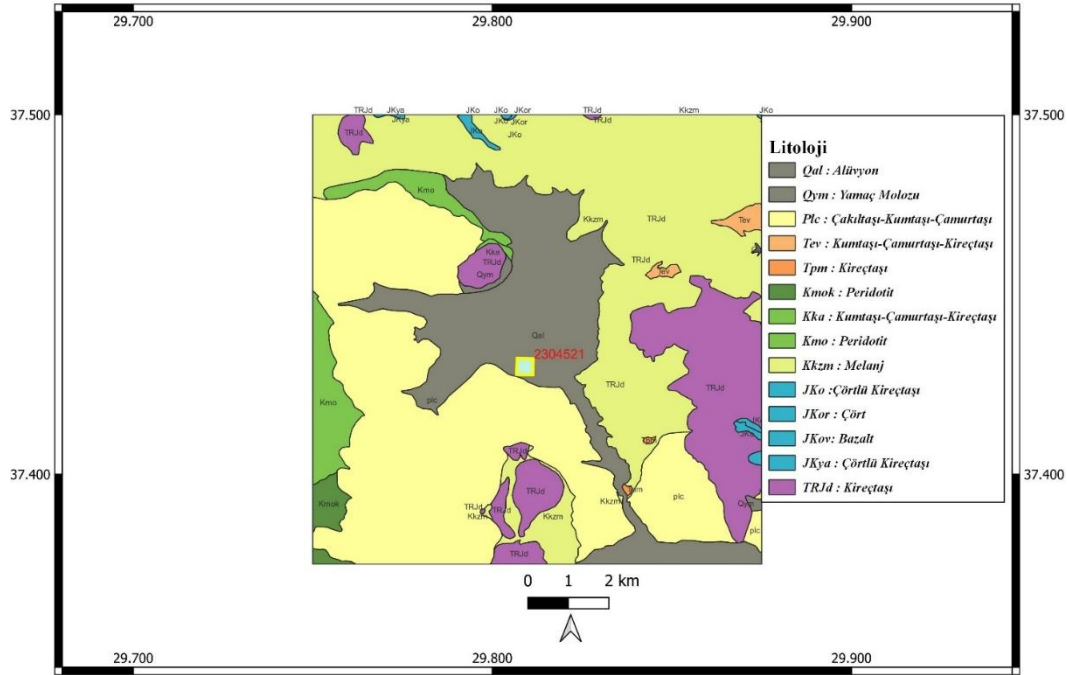 29.700 29.800 29.900
37.500 37.500
TRJd JKya JKo JKo JKor TRJd Kkzm JKo
JKya JKo JKor TRJd
TRJd JKo JKo
Litoloji
Qal : Alüvyon
Qym : Yamaç Molozu
Plc : Çakıltaşı-Kumtaşı-Çamurtaşı
Tev : Kumtaşı-Çamurtaşı-Kireçtaşı
Tpm : Kireçtaşı
Kmok : Peridotit
Kka : Kumtaşı-Çamurtaşı-Kireçtaşı
Kmo : Peridotit
Kkzm : Melanj
JKo :Çörtlü Kireçtaşı
JKor : Çört
JKov: Bazalt
JKya : Çörtlü Kireçtaşı
TRJd : Kireçtaşı
Kmo
Kkzm TRJd Tev
Kka
TRJd
TRJd
Qym
Tev
Qal
2304521
TRJd TRJd
plc
Kmo
TRJd
37.400 37.400
TRJd
Kmok
plc
Kkzm
Qym
TRJd TRJd
Kkzm Kkzm
plc
TRJd
0 1 2 km
29.700 29.800 29.900